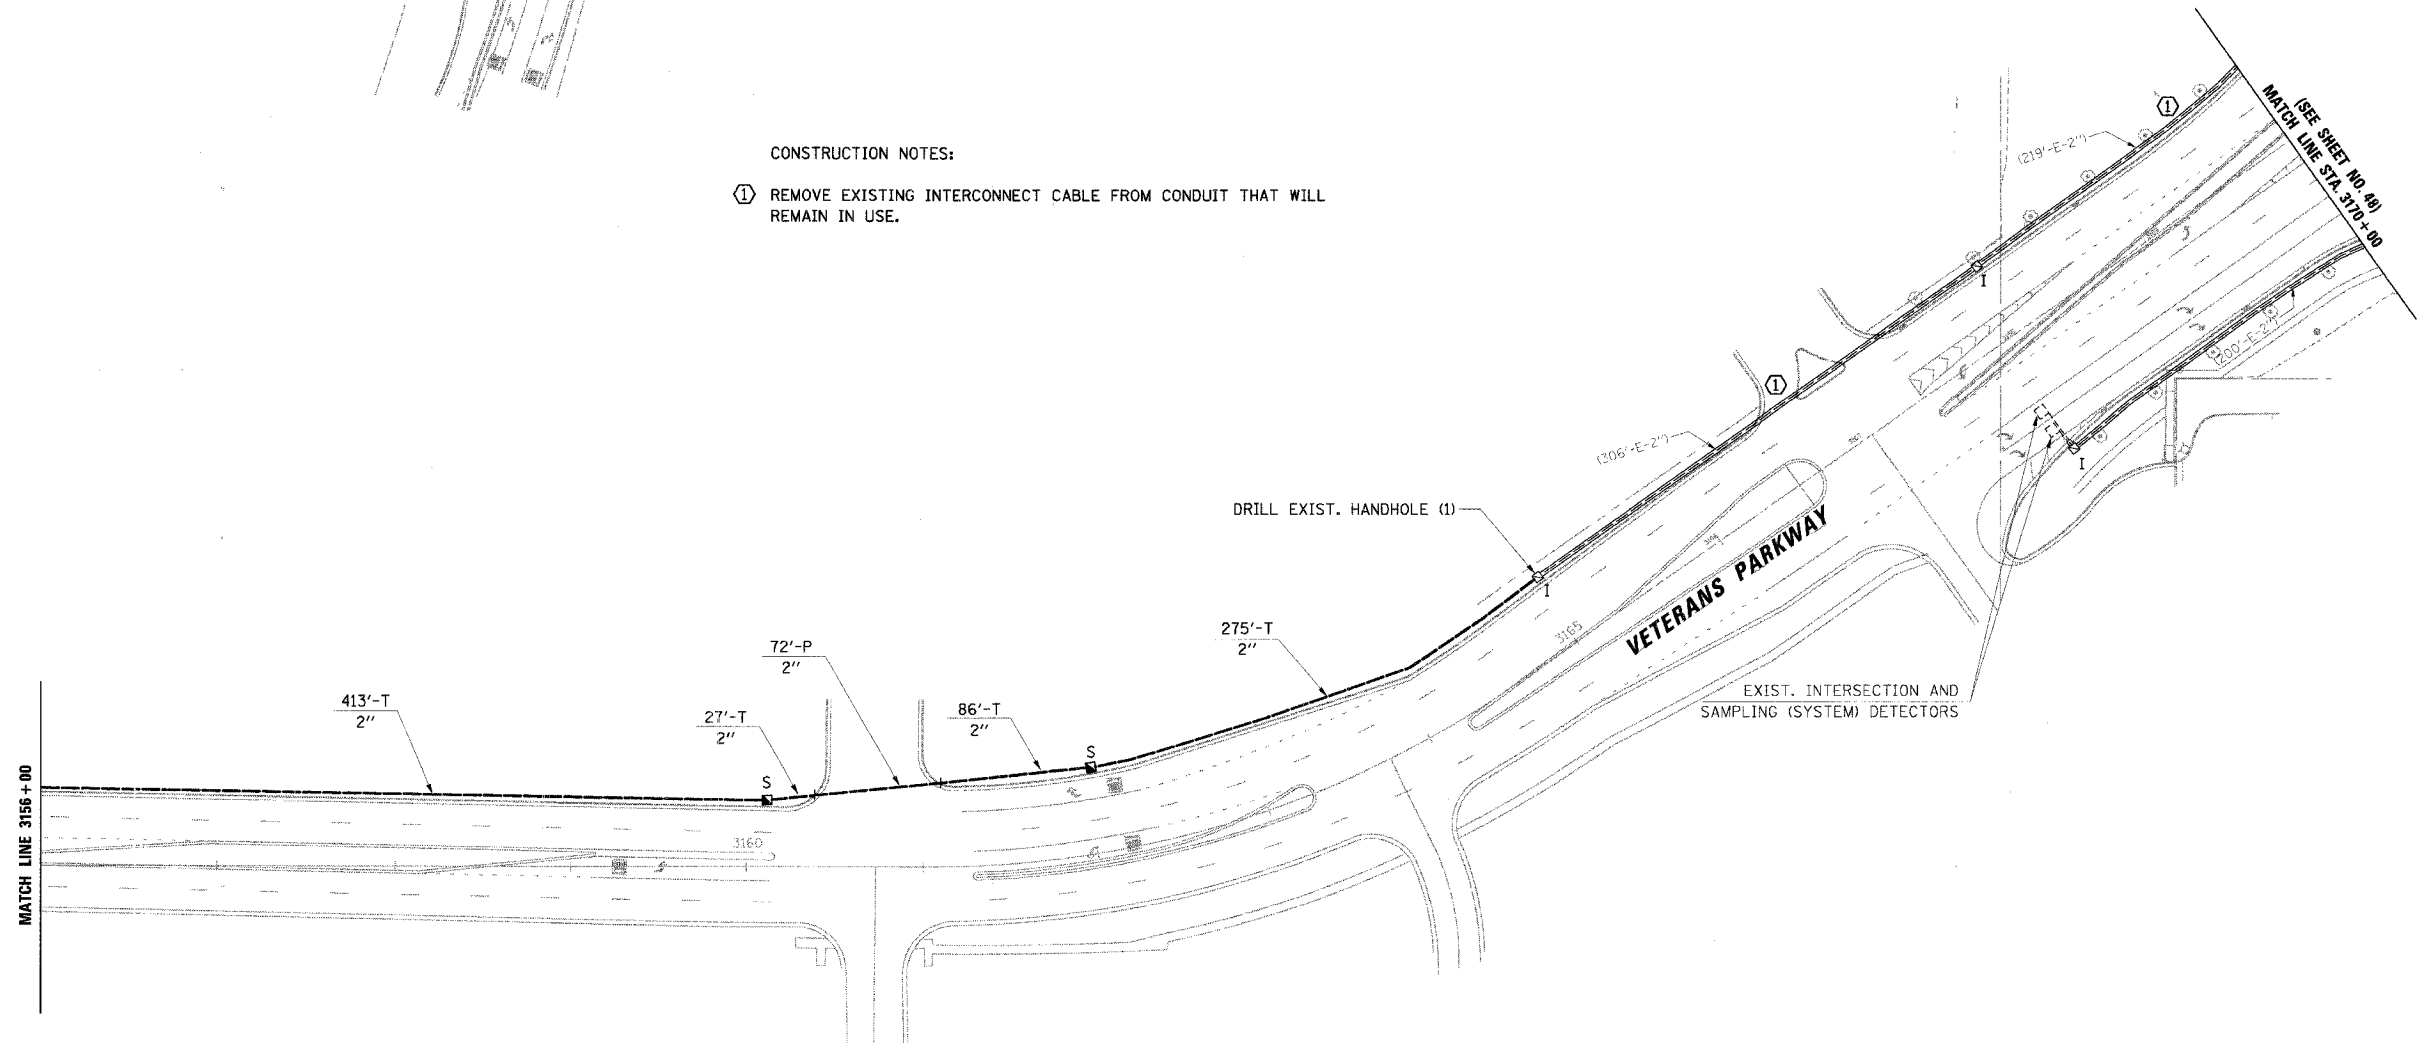 CONSTRUCTION NOTES:
1 REMOVE EXISTING INTERCONNECT CABLE FROM CONDUIT THAT WILL
REMAIN IN USE.
1
(219'-E-2")
(SEE SHEET NO. 48)
MATCH LINE STA. 3170+00
I
(200'-E-2")
1
(306'-E-2")
I
DRILL EXIST. HANDHOLE (1)
I
VETERANS PARKWAY
3165
275'-T
2"
72'-P
2"
EXIST. INTERSECTION AND
SAMPLING (SYSTEM) DETECTORS
413'-T
2"
27'-T
2"
86'-T
2"
S
S
3160
MATCH LINE 3156+00